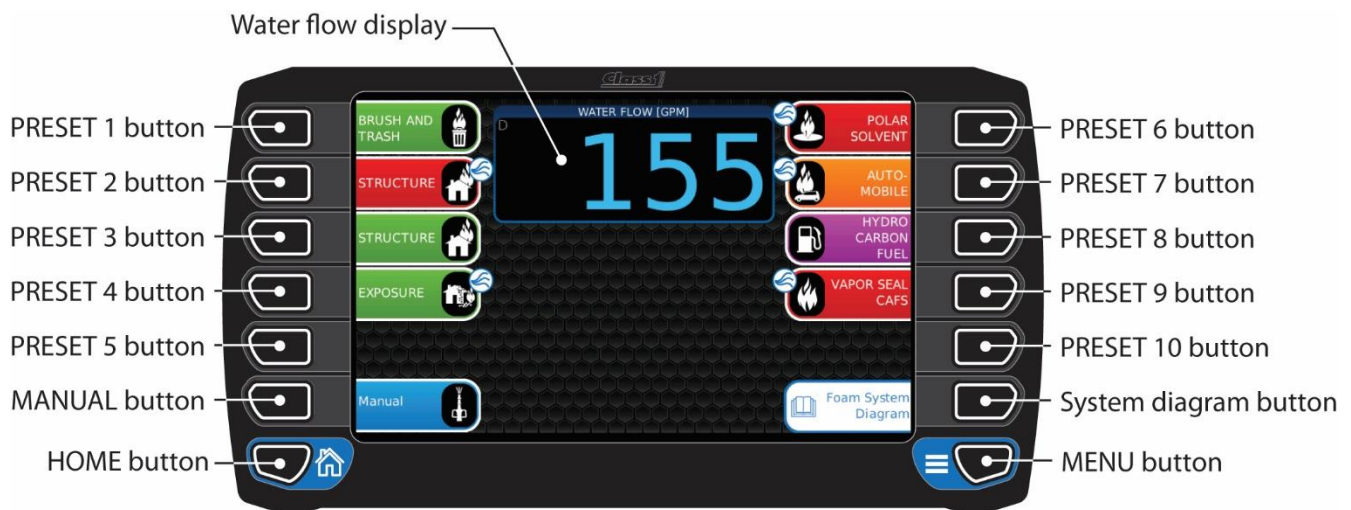 Water flow display
Class1
PRESET 1 button
PRESET 2 button
PRESET 3 button
PRESET 4 button
PRESET 5 button
MANUAL button
HOME button
BRUSH AND
TRASH
STRUCTURE
STRUCTURE
EXPOSURE
Manual
WATER FLOW [GPM]
D
155
POLAR
SOLVENT
AUTO-
MOBILE
HYDRO
CARBON
FUEL
VAPOR SEAL
CAFS
Foam System
Diagram
PRESET 6 button
PRESET 7 button
PRESET 8 button
PRESET 9 button
PRESET 10 button
System diagram button
MENU button